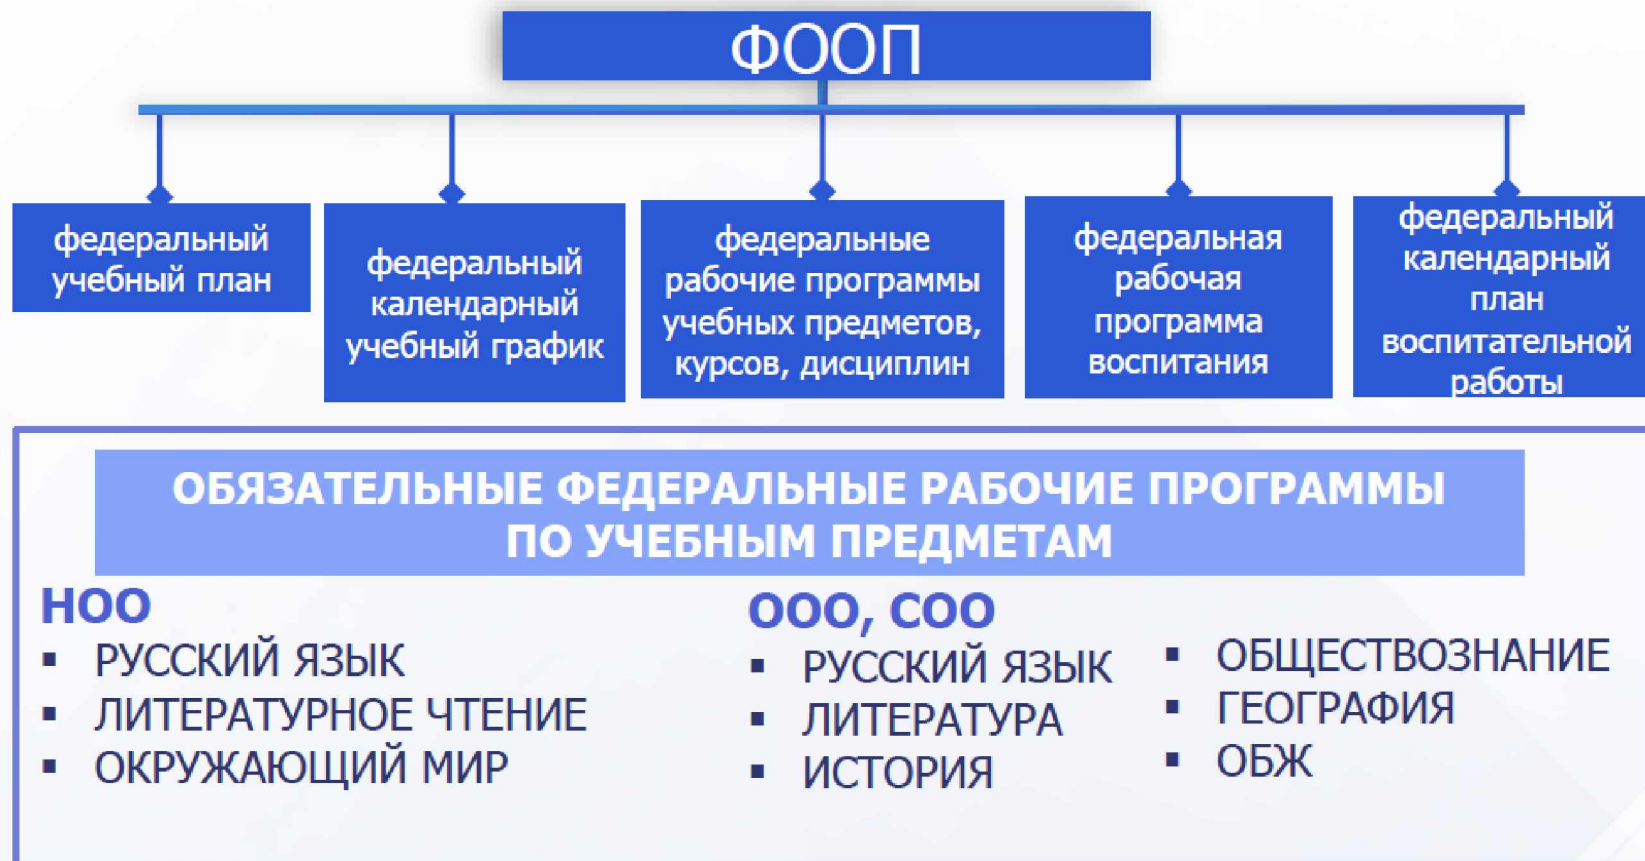 ФООП
федеральный
учебный план
федеральный
календарный
учебный график
федеральные
рабочие программы
учебных предметов,
курсов, дисциплин
федеральная
рабочая
программа
воспитания
федеральный
календарный
план
воспитательной
работы
ОБЯЗАТЕЛЬНЫЕ ФЕДЕРАЛЬНЫЕ РАБОЧИЕ ПРОГРАММЫ
ПО УЧЕБНЫМ ПРЕДМЕТАМ
НОО
▪ РУССКИЙ ЯЗЫК
▪ ЛИТЕРАТУРНОЕ ЧТЕНИЕ
▪ ОКРУЖАЮЩИЙ МИР
ООО, СОО
▪ РУССКИЙ ЯЗЫК
▪ ЛИТЕРАТУРА
▪ ИСТОРИЯ
▪ ОБЩЕСТВОЗНАНИЕ
▪ ГЕОГРАФИЯ
▪ ОБЖ